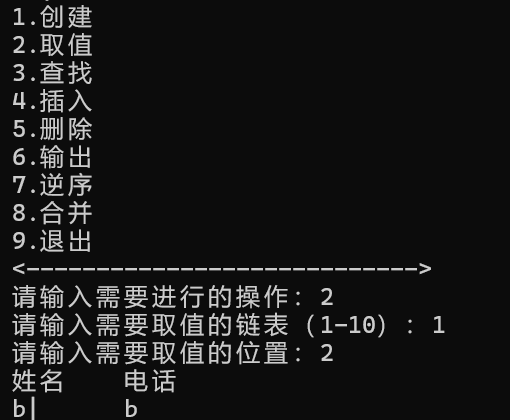 1.创建
2.取值
3.查找
4.插入
5.删除
6.输出
7.逆序
8.合并
9.退出
<----------------------------->
请输入需要进行的操作: 2
请输入需要取值的链表（1-10）: 1
请输入需要取值的位置: 2
姓名    电话
b|      b